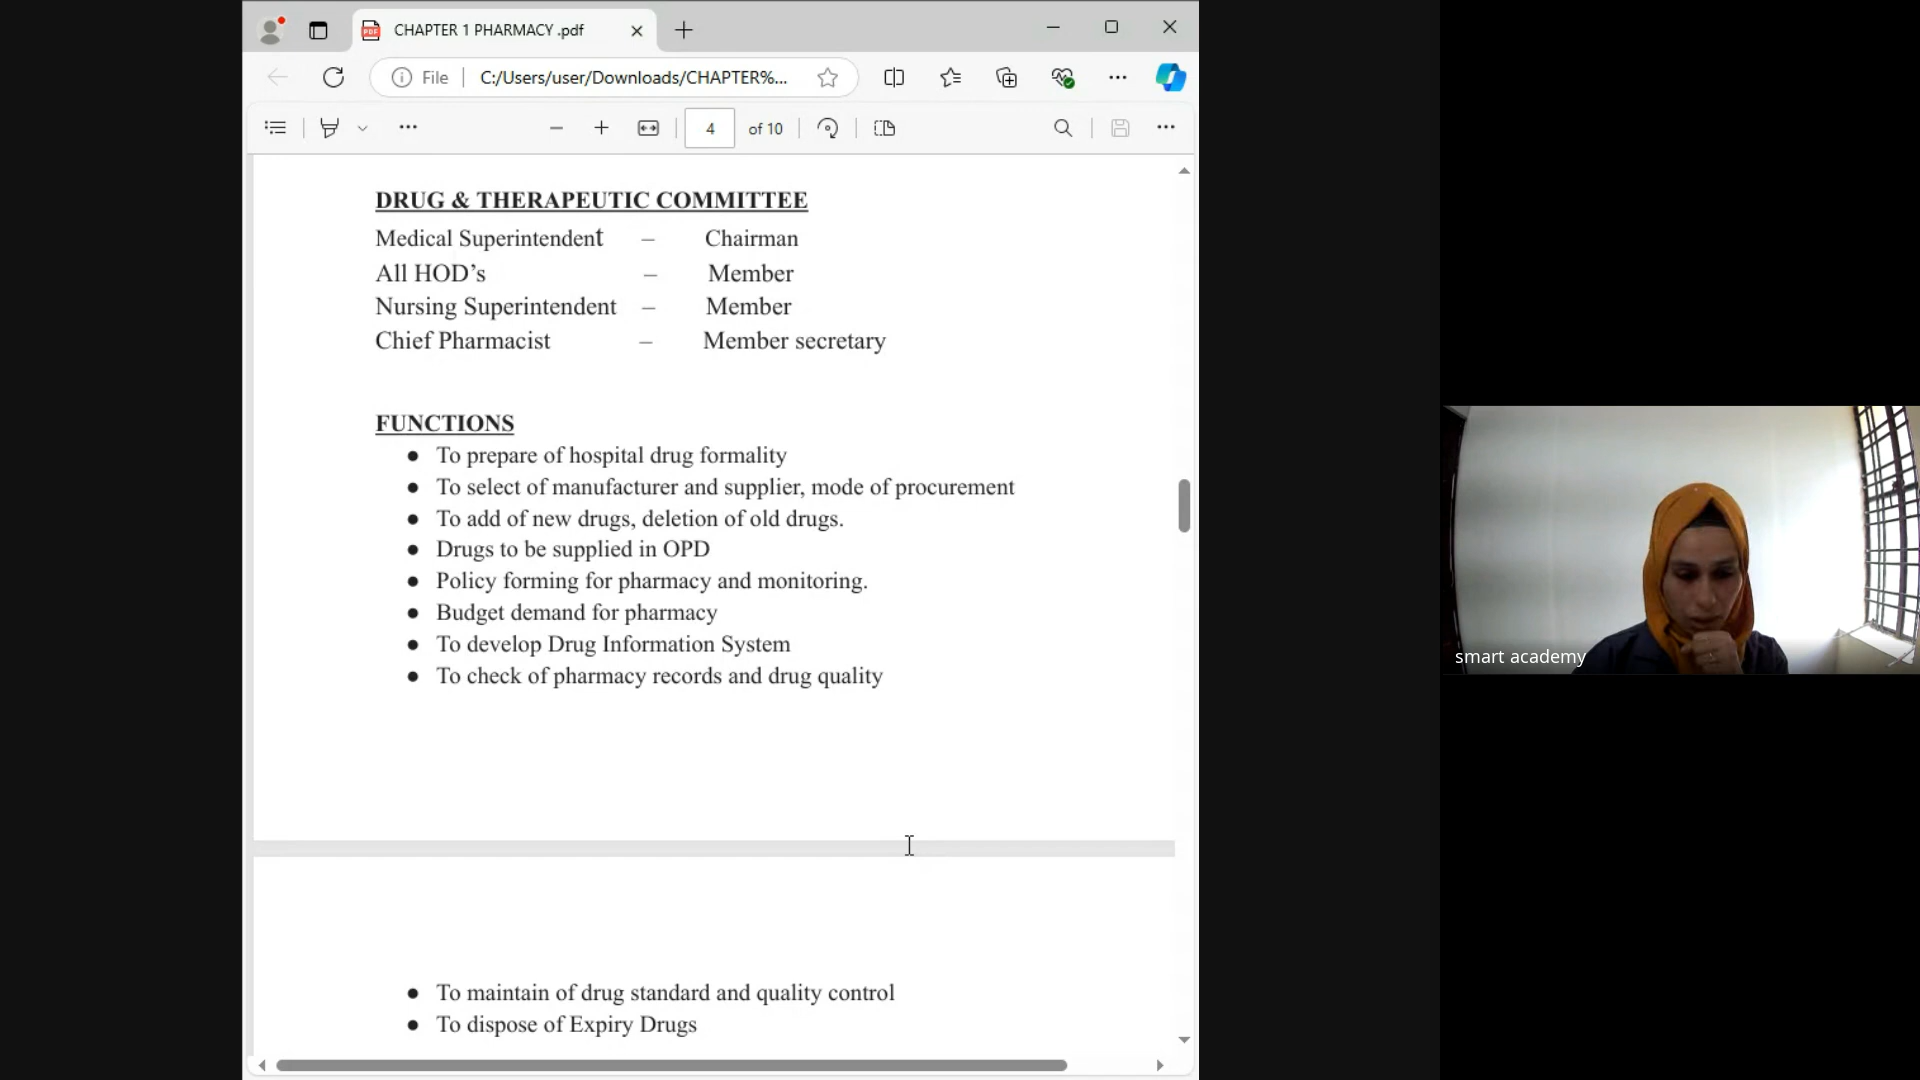 CHAPTER 1 PHARMACY .pdf
File C:/Users/user/Downloads/CHAPTER%...
4 of 10
DRUG & THERAPEUTIC COMMITTEE
Medical Superintendent – Chairman
All HOD’s – Member
Nursing Superintendent – Member
Chief Pharmacist – Member secretary
FUNCTIONS
● To prepare of hospital drug formality
● To select of manufacturer and supplier, mode of procurement
● To add of new drugs, deletion of old drugs.
● Drugs to be supplied in OPD
● Policy forming for pharmacy and monitoring.
● Budget demand for pharmacy
● To develop Drug Information System
● To check of pharmacy records and drug quality
● To maintain of drug standard and quality control
● To dispose of Expiry Drugs
smart academy